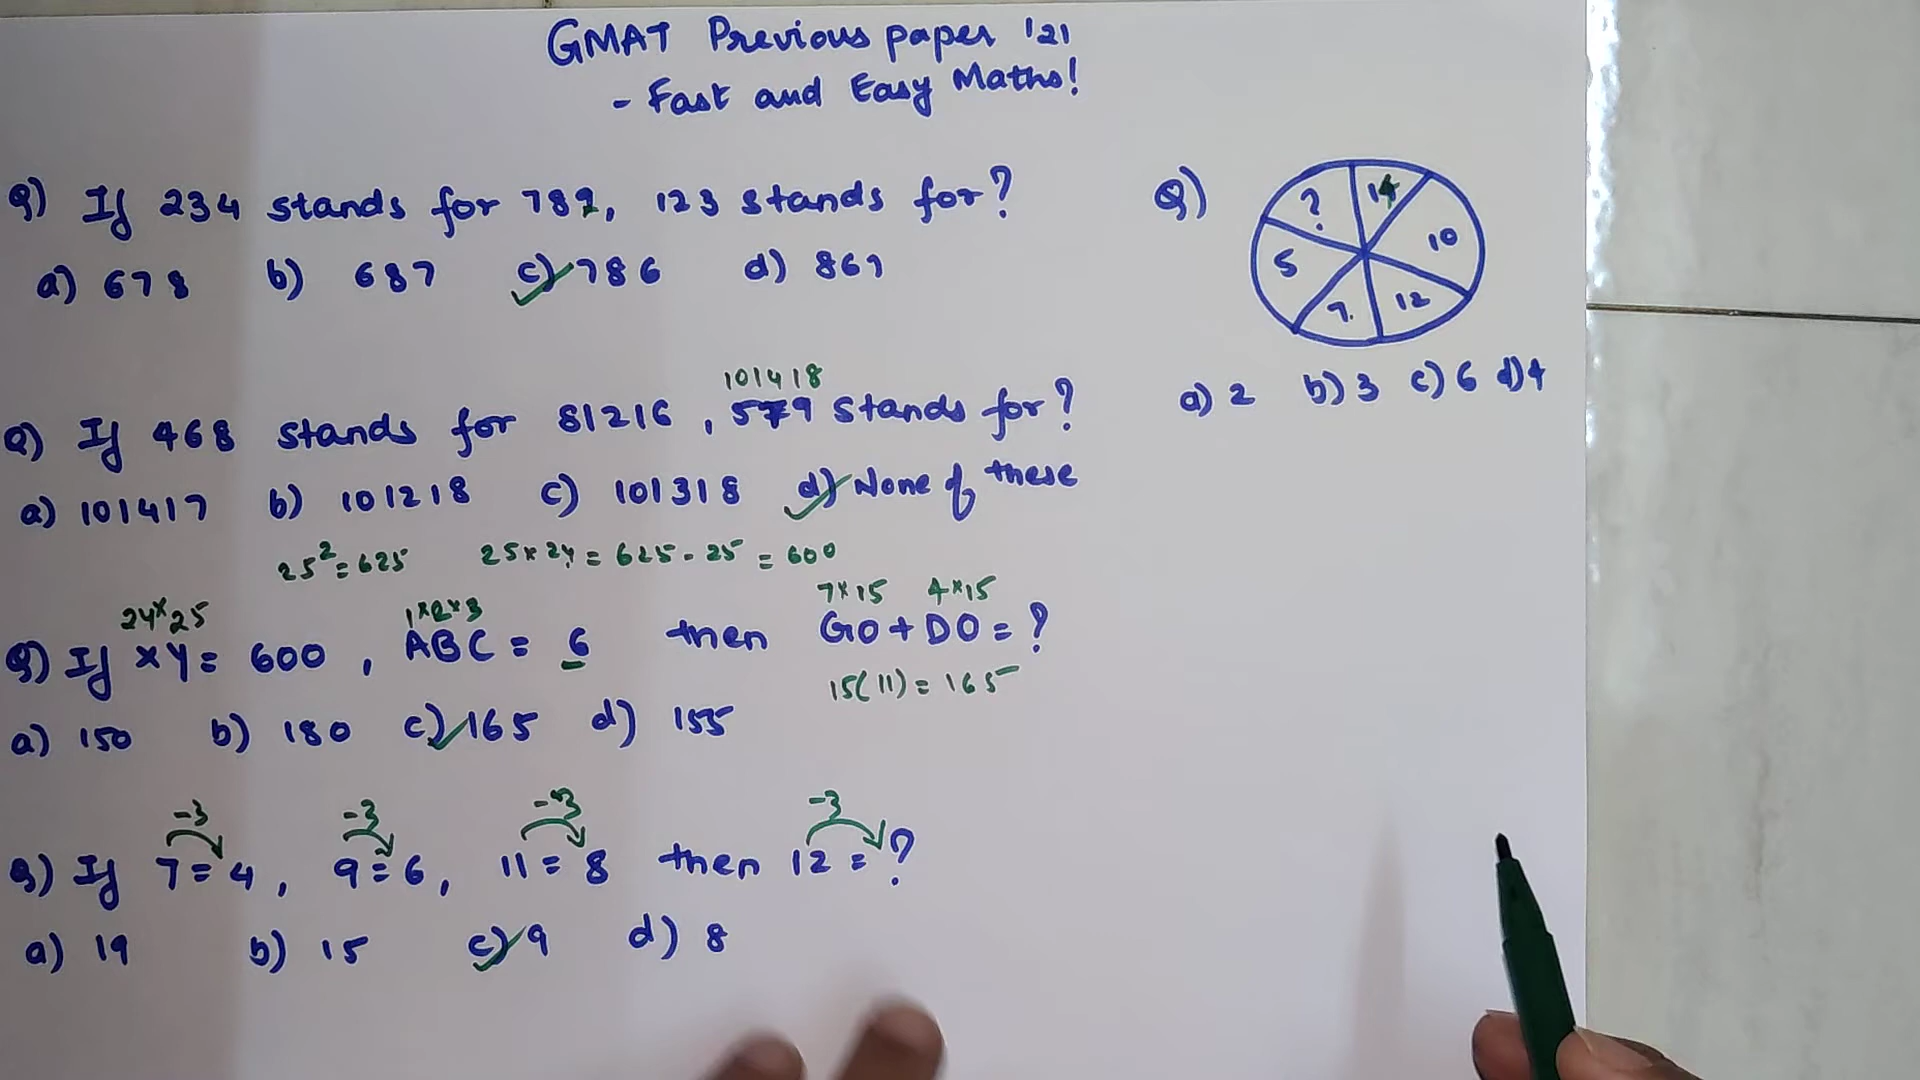 GMAT Previous paper '21
- Fast and Easy Maths!
Q) If 234 stands for 789, 123 stands for?
a) 678 b) 687 c) 786 d) 861
101418
Q) If 468 stands for 81216, 579 stands for?
a) 101417 b) 101218 c) 101318 d) None of these
25²=625 25×24= 625-25 = 600
24×25 1×2×3 7×15 4×15
Q) If XY= 600, ABC = 6 then GO+DO=?
15(11)= 165
a) 150 b) 180 c) 165 d) 155
-3 -3 -3 -3
Q) If 7=4, 9=6, 11=8 then 12=?
a) 19 b) 15 c) 9 d) 8
Q)
? 14
10
5
7. 12
a) 2 b) 3 c) 6 d) 4